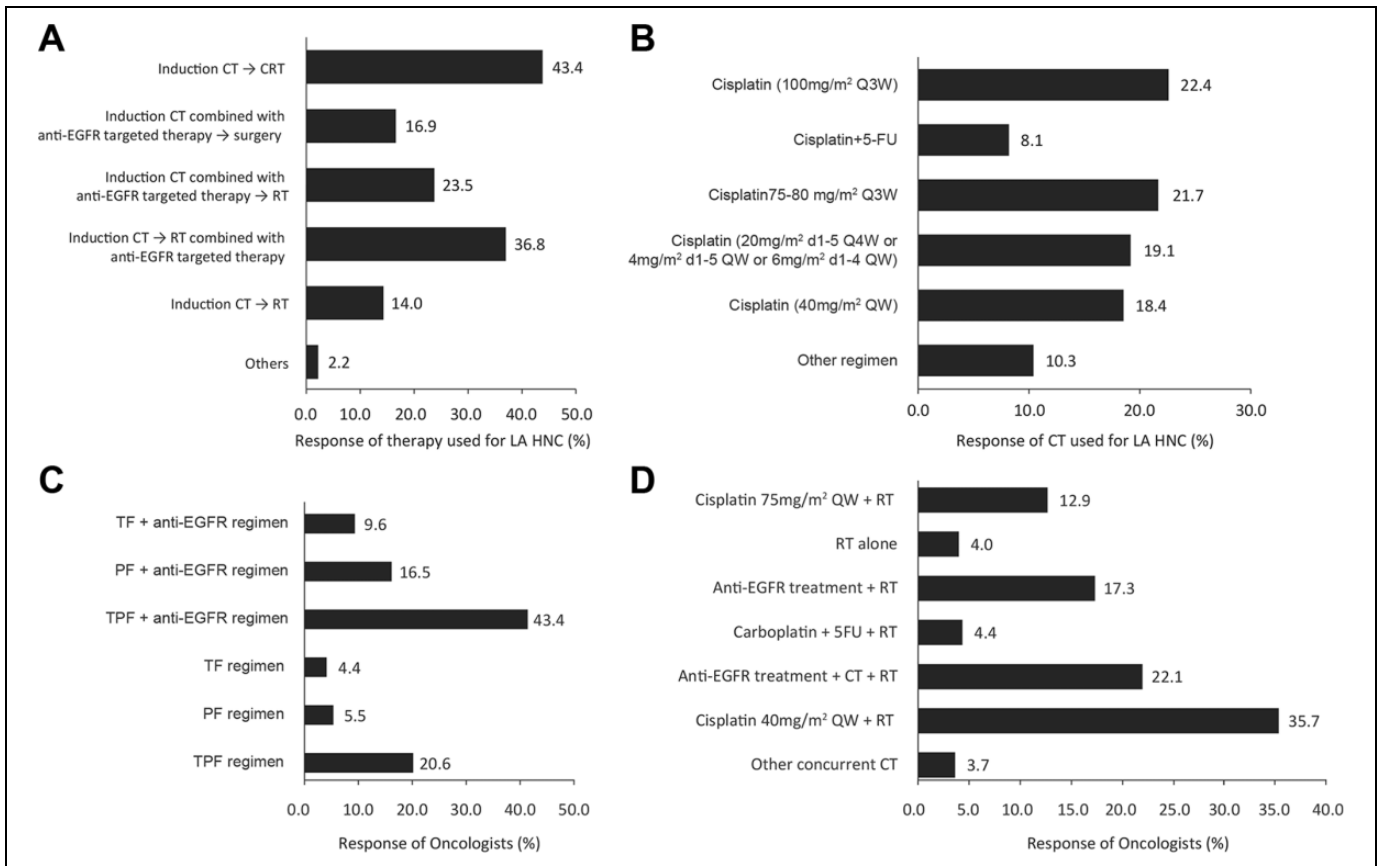 A
Induction CT → CRT
43.4
Induction CT combined with
anti-EGFR targeted therapy → surgery
16.9
Induction CT combined with
anti-EGFR targeted therapy → RT
23.5
Induction CT → RT combined with
anti-EGFR targeted therapy
36.8
Induction CT → RT
14.0
Others
2.2
0.0 10.0 20.0 30.0 40.0 50.0
Response of therapy used for LA HNC (%)
B
Cisplatin (100mg/m² Q3W)
22.4
Cisplatin+5-FU
8.1
Cisplatin75-80 mg/m² Q3W
21.7
Cisplatin (20mg/m² d1-5 Q4W or
4mg/m² d1-5 QW or 6mg/m² d1-4 QW)
19.1
Cisplatin (40mg/m² QW)
18.4
Other regimen
10.3
0.0 10.0 20.0 30.0
Response of CT used for LA HNC (%)
C
TF + anti-EGFR regimen
9.6
PF + anti-EGFR regimen
16.5
TPF + anti-EGFR regimen
43.4
TF regimen
4.4
PF regimen
5.5
TPF regimen
20.6
0.0 10.0 20.0 30.0 40.0 50.0
Response of Oncologists (%)
D
Cisplatin 75mg/m² QW + RT
12.9
RT alone
4.0
Anti-EGFR treatment + RT
17.3
Carboplatin + 5FU + RT
4.4
Anti-EGFR treatment + CT + RT
22.1
Cisplatin 40mg/m² QW + RT
35.7
Other concurrent CT
3.7
0.0 5.0 10.0 15.0 20.0 25.0 30.0 35.0 40.0
Response of Oncologists (%)